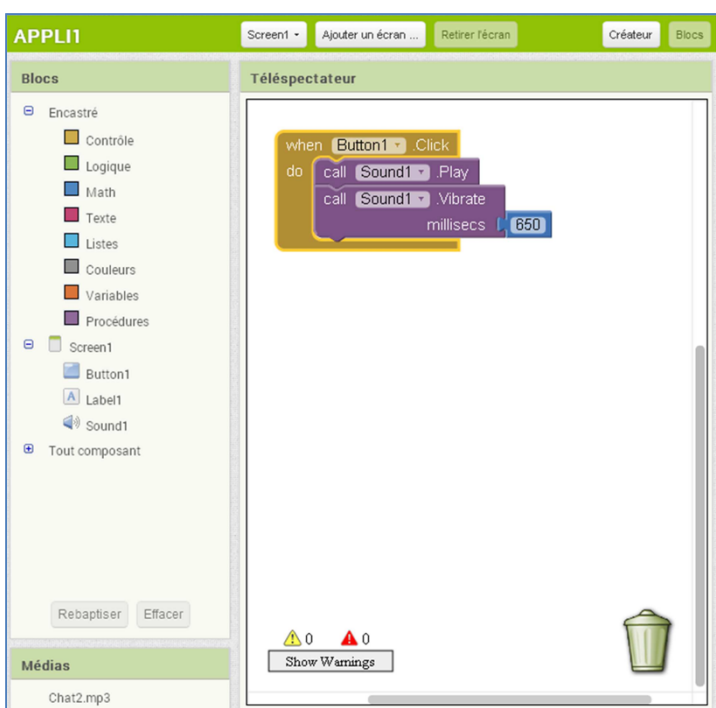 APPLI1
Screen1
Ajouter un écran ...
Retirer l'écran
Créateur
Blocs
Blocs
Encastré
Contrôle
Logique
Math
Texte
Listes
Couleurs
Variables
Procédures
Screen1
Button1
A Label1
Sound1
Tout composant
Rebaptiser
Effacer
Médias
Chat2.mp3
Téléspectateur
when Button1 .Click
do call Sound1 .Play
call Sound1 .Vibrate
millisecs 650
0 0
Show Warnings